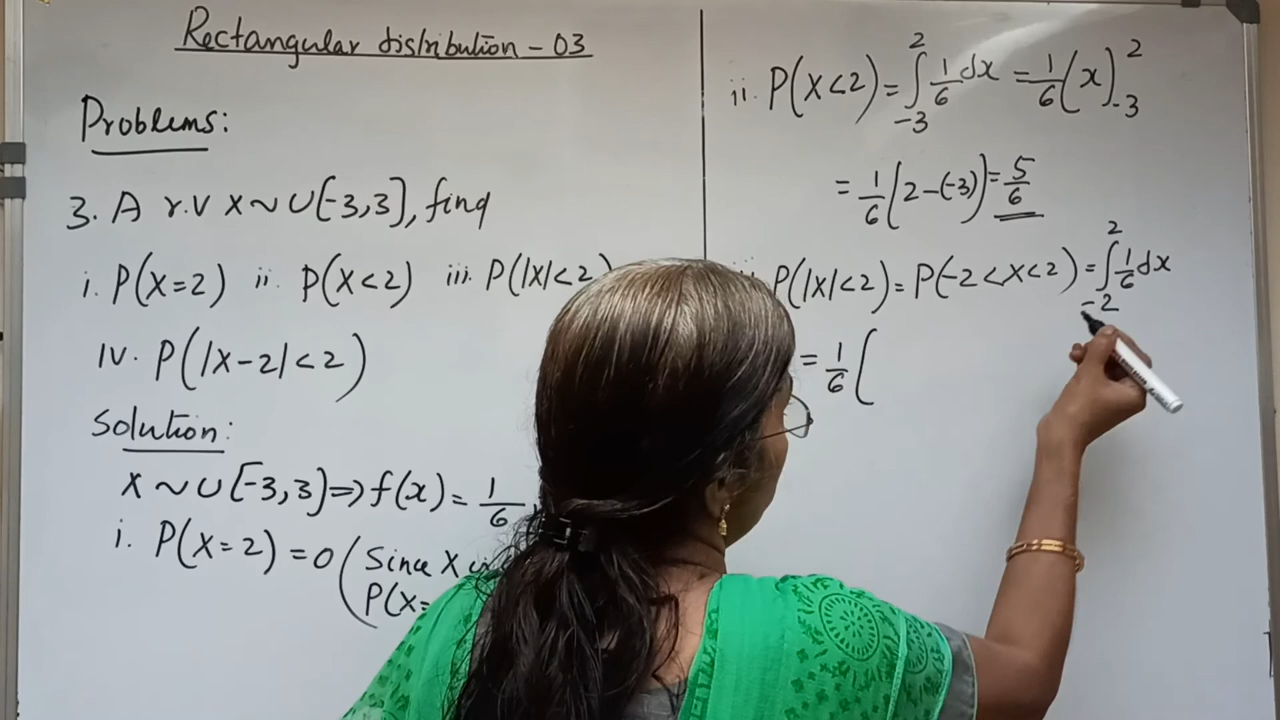 Rectangular distribution - 03
Problems:
3. A r.v X ~ U[-3,3], find
i. P(X=2) ii. P(X<2) iii. P(|X|<2)
iv. P(|X-2|<2)
Solution:
X ~ U[-3,3] ⇒ f(x) = 1/6
i. P(X=2) = 0 (Since X
P(X=
ii. P(X<2) = ∫_{-3}^{2} 1/6 dx = 1/6 (x)_{-3}^{2}
= 1/6 (2-(-3)) = 5/6
P(|X|<2) = P(-2<X<2) = ∫_{-2}^{2} 1/6 dx
= 1/6 (